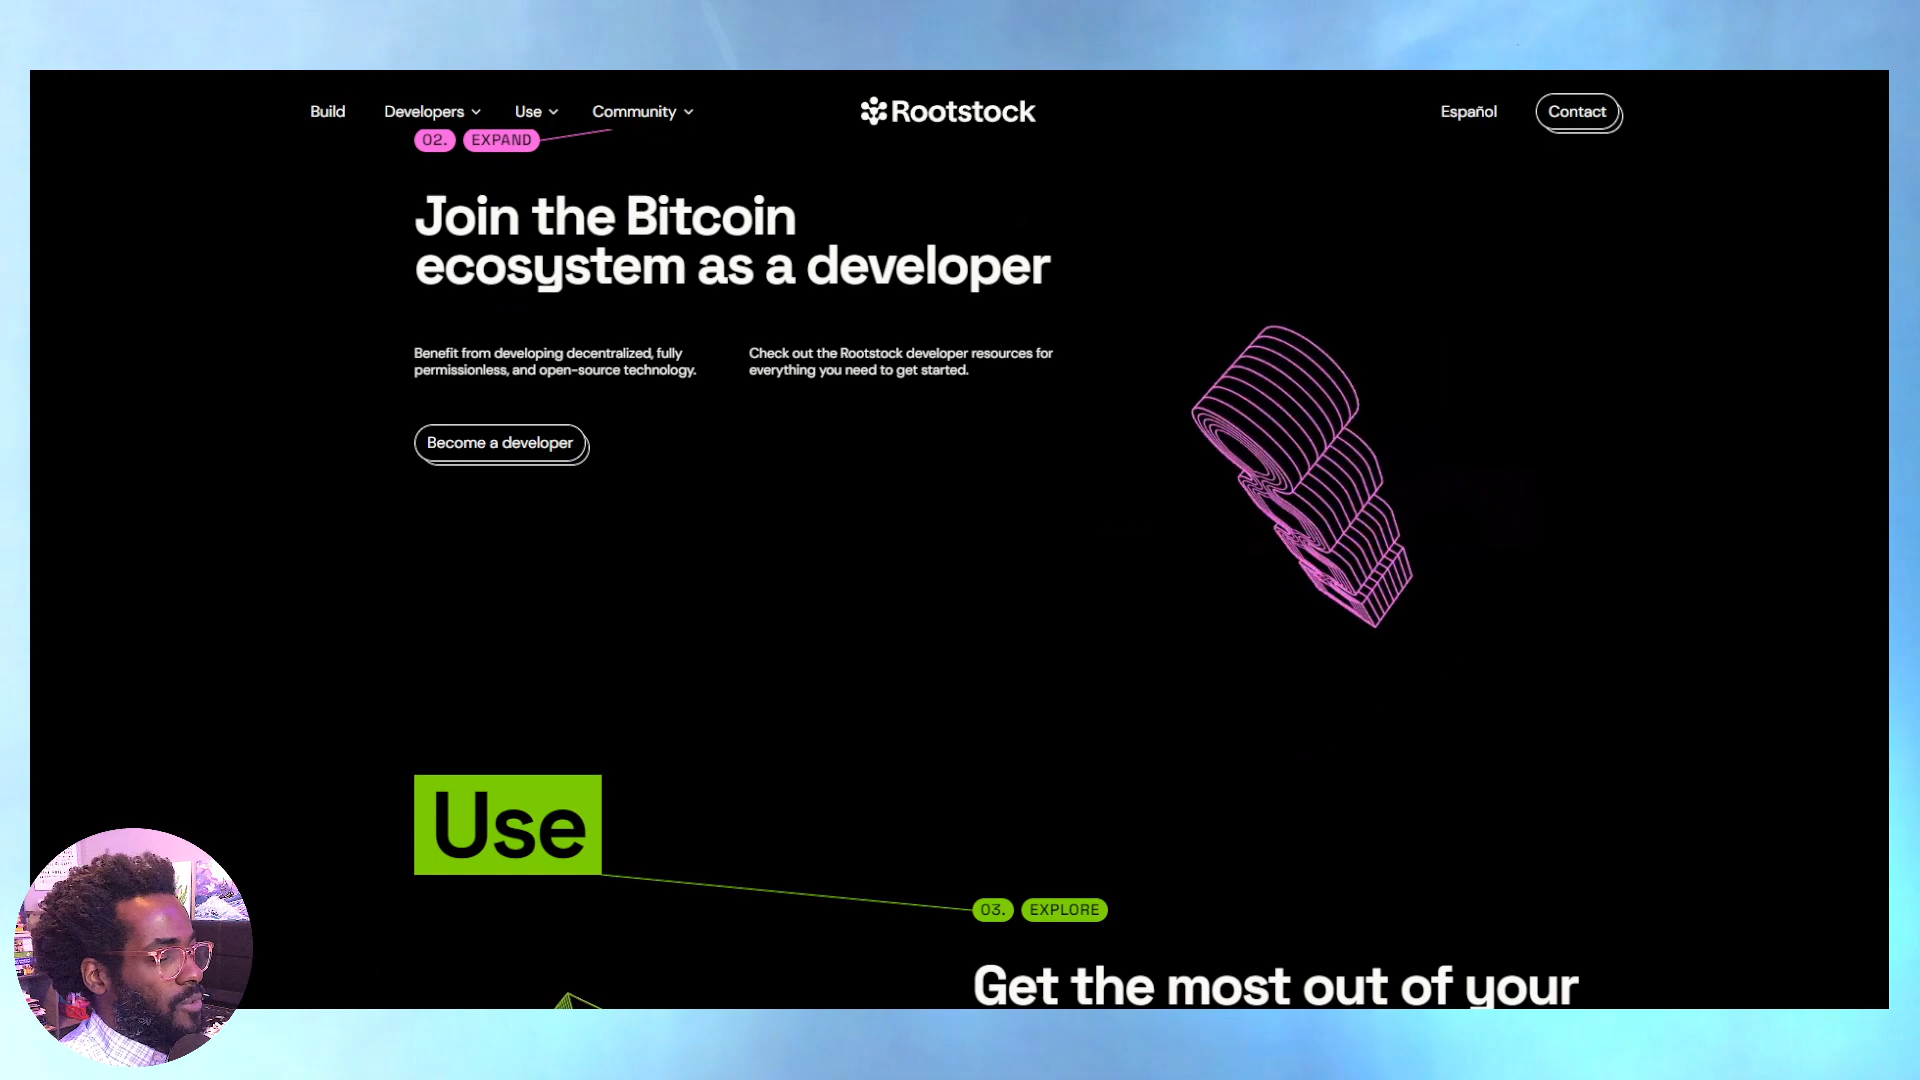 Build
Developers
Use
Community
Rootstock
Español
Contact
02.
EXPAND
Join the Bitcoin
ecosystem as a developer
Benefit from developing decentralized, fully
permissionless, and open-source technology.
Check out the Rootstock developer resources for
everything you need to get started.
Become a developer
Use
03.
EXPLORE
Get the most out of your